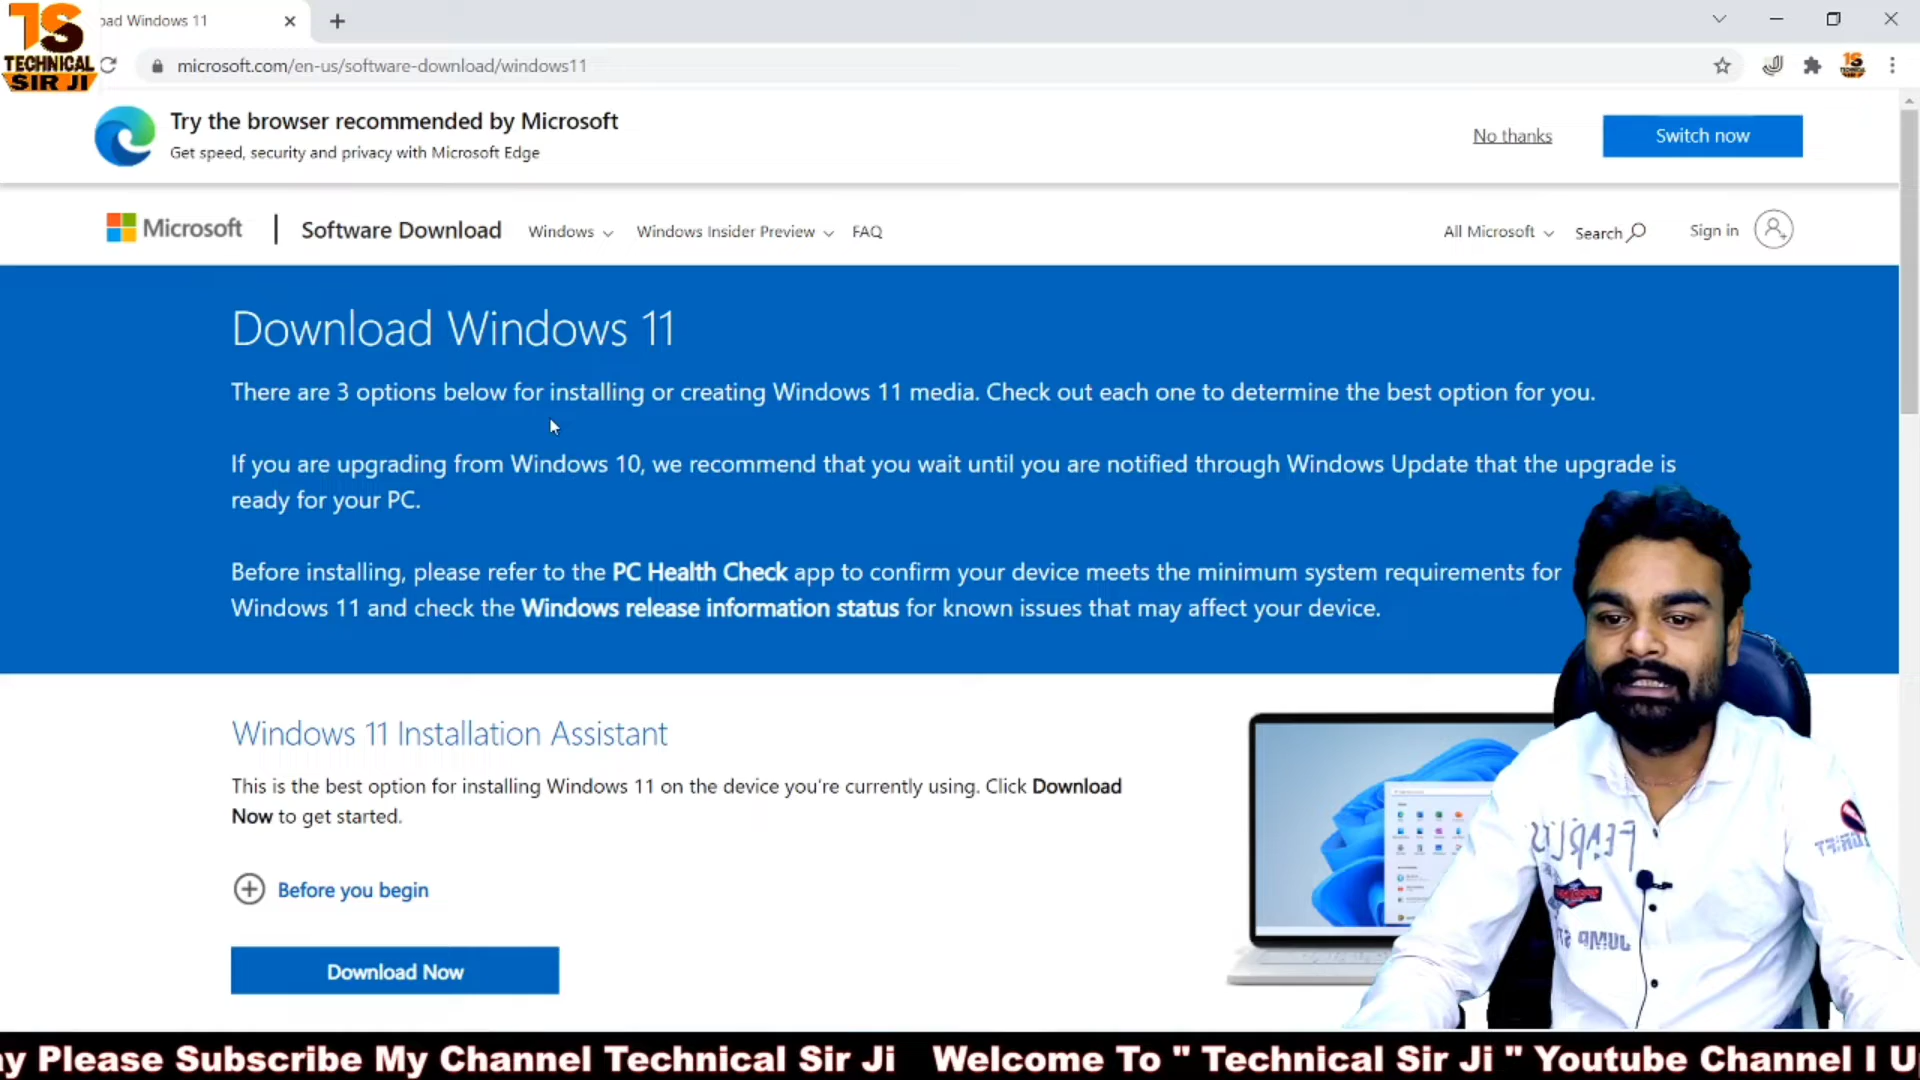 1S
TECHNICAL
SIR JI
oad Windows 11
microsoft.com/en-us/software-download/windows11
Try the browser recommended by Microsoft
Get speed, security and privacy with Microsoft Edge
No thanks
Switch now
Microsoft
Software Download
Windows
Windows Insider Preview
FAQ
All Microsoft
Search
Sign in
Download Windows 11
There are 3 options below for installing or creating Windows 11 media. Check out each one to determine the best option for you.
If you are upgrading from Windows 10, we recommend that you wait until you are notified through Windows Update that the upgrade is
ready for your PC.
Before installing, please refer to the PC Health Check app to confirm your device meets the minimum system requirements for
Windows 11 and check the Windows release information status for known issues that may affect your device.
Windows 11 Installation Assistant
This is the best option for installing Windows 11 on the device you're currently using. Click Download
Now to get started.
Before you begin
Download Now
FEARLES
JUMP
ay Please Subscribe My Channel Technical Sir Ji Welcome To " Technical Sir Ji " Youtube Channel I U